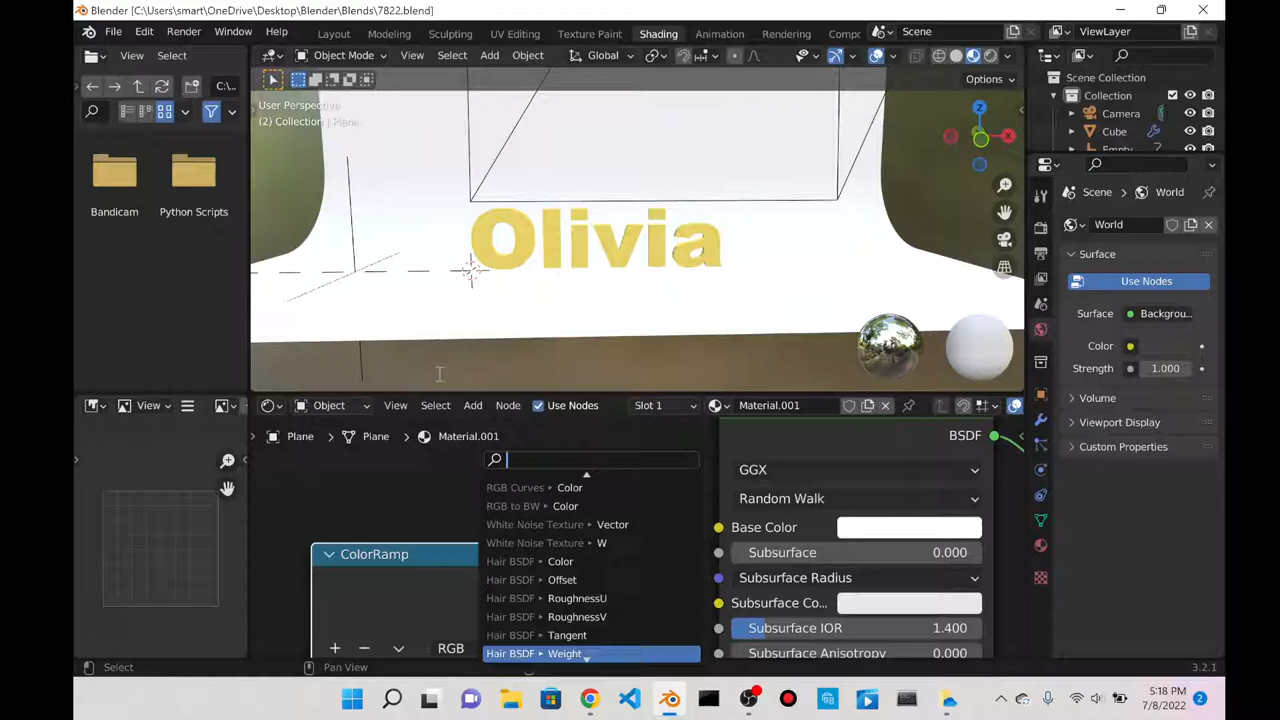 Blender [C:\Users\smart\OneDrive\Desktop\Blender\Blends\7822.blend]
File Edit Render Window Help
Layout Modeling Sculpting UV Editing Texture Paint Shading Animation Rendering Compc
Scene ViewLayer
View Select
Object Mode View Select Add Object Global
Options
C:\...
Bandicam Python Scripts
User Perspective
(2) Collection | Plane
Olivia
X
Z
Scene Collection
Collection
Camera
Cube
Empty
Scene World
World
Surface
Use Nodes
Surface Backgrou...
Color
Strength 1.000
Volume
Viewport Display
Custom Properties
View
Object View Select Add Node Use Nodes Slot 1 Material.001
Plane Plane Material.001
RGB Curves Color
RGB to BW Color
White Noise Texture Vector
White Noise Texture W
Hair BSDF Color
Hair BSDF Offset
Hair BSDF RoughnessU
Hair BSDF RoughnessV
Hair BSDF Tangent
Hair BSDF Weight
ColorRamp
+ − RGB
BSDF
GGX
Random Walk
Base Color
Subsurface 0.000
Subsurface Radius
Subsurface Co...
Subsurface IOR 1.400
Subsurface Anisotropy 0.000
Select Pan View 3.2.1
5:18 PM
7/8/2022
2